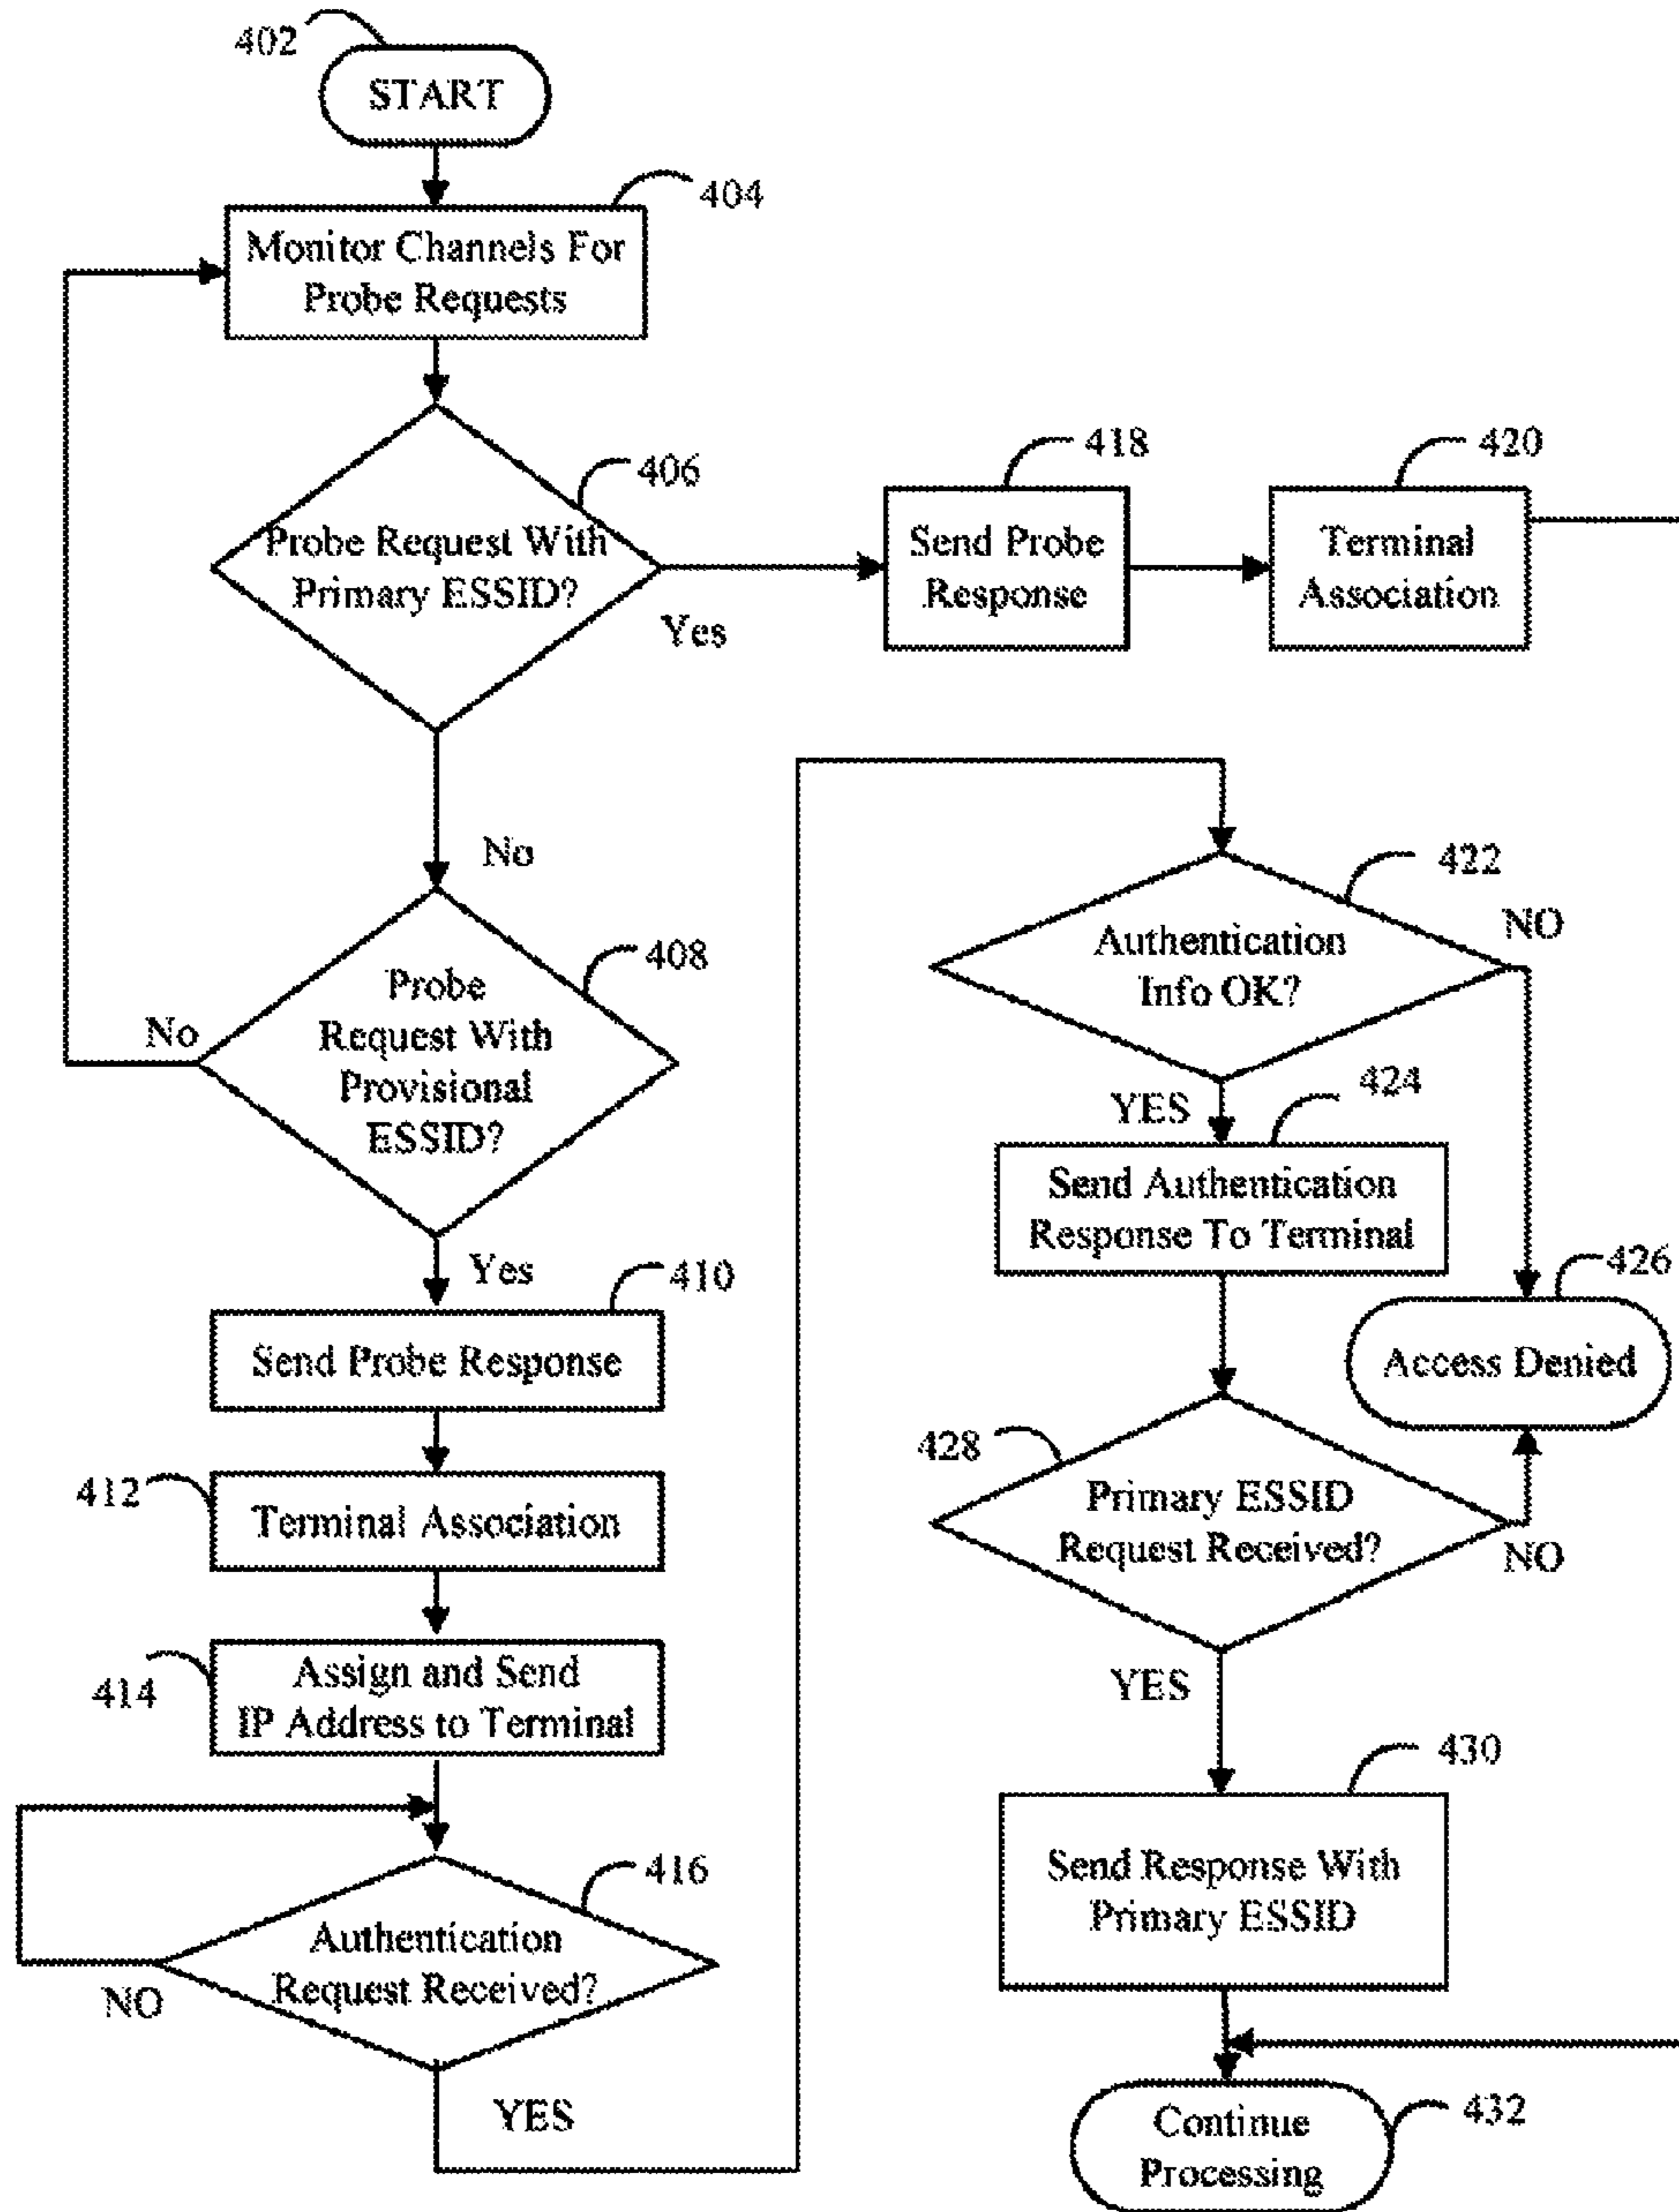 402
START
404
Monitor Channels For
Probe Requests
406
Probe Request With
Primary ESSID?
Yes
418
Send Probe
Response
420
Terminal
Association
No
408
Probe
Request With
Provisional
ESSID?
No
Yes
410
Send Probe Response
412
Terminal Association
414
Assign and Send
IP Address to Terminal
416
Authentication
Request Received?
NO
YES
422
Authentication
Info OK?
NO
YES
424
Send Authentication
Response To Terminal
426
Access Denied
428
Primary ESSID
Request Received?
NO
YES
430
Send Response With
Primary ESSID
432
Continue
Processing